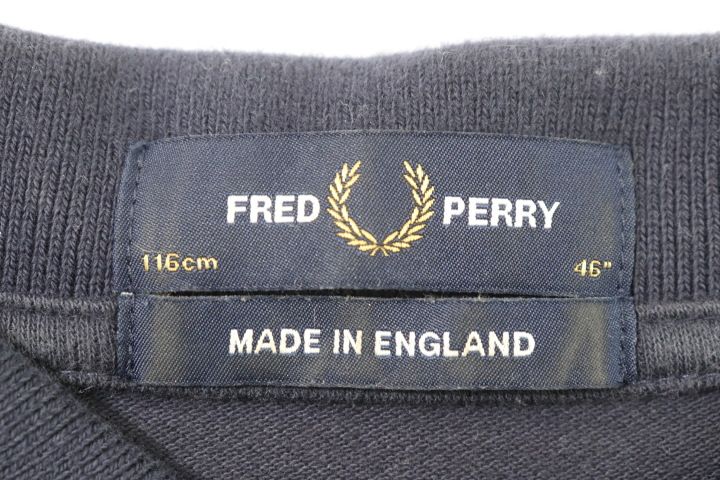 FRED PERRY
116cm 46"
MADE IN ENGLAND